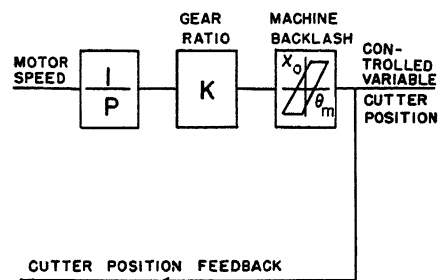 GEAR
RATIO
MACHINE
BACKLASH
MOTOR
SPEED
1
P
K
X₀
θm
CON-
TROLLED
VARIABLE
CUTTER
POSITION
CUTTER POSITION FEEDBACK